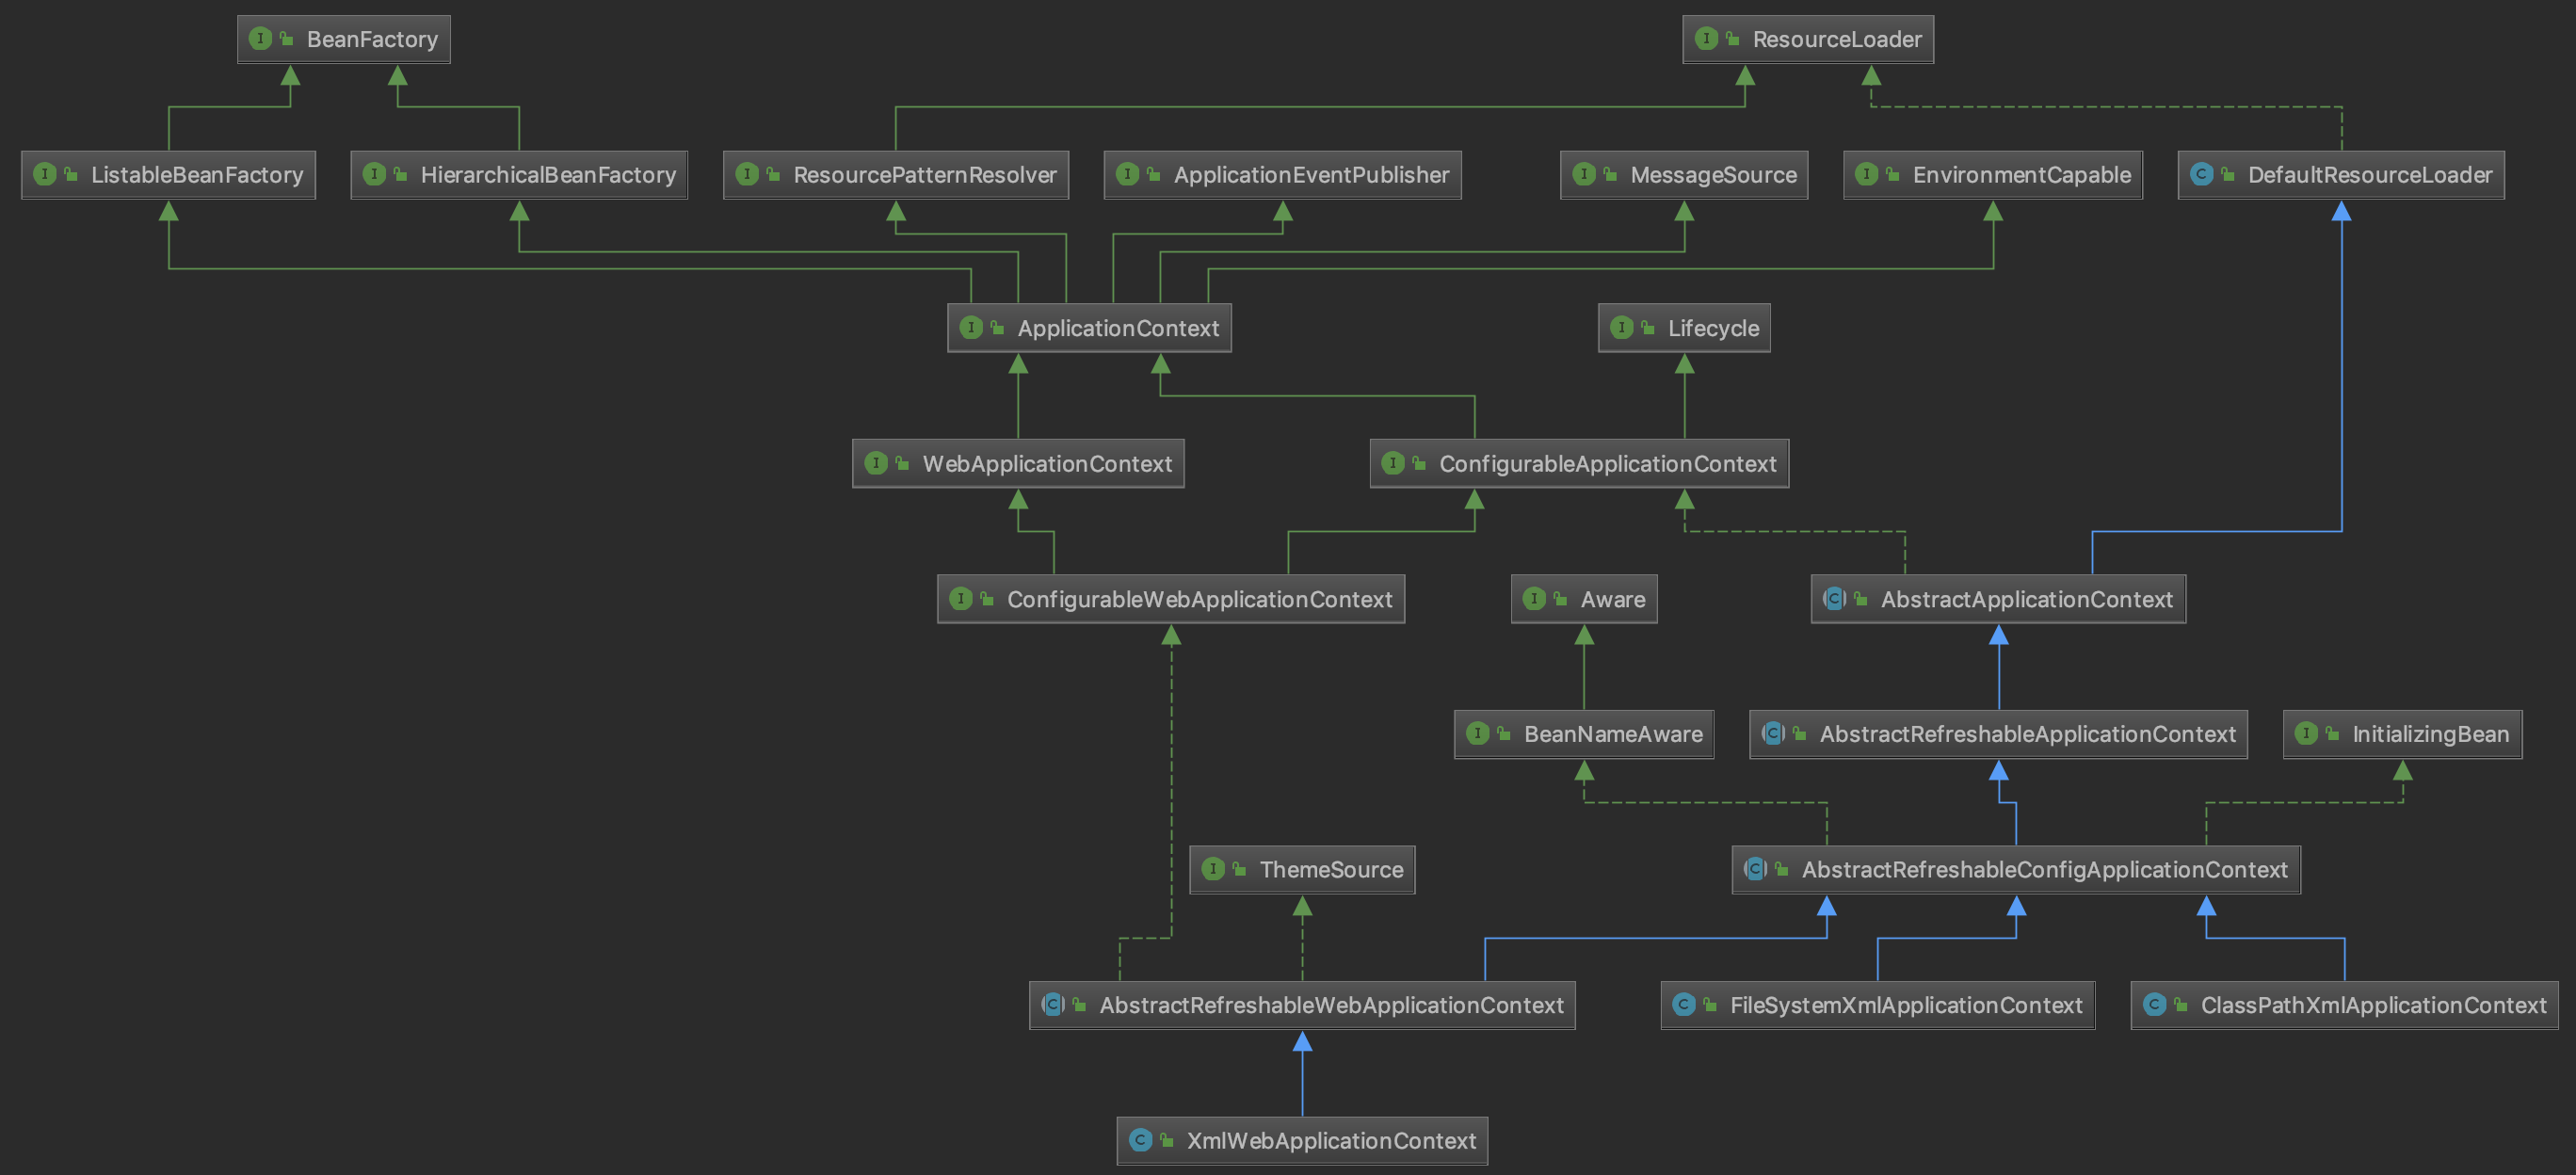 BeanFactory
ResourceLoader
ListableBeanFactory
HierarchicalBeanFactory
ResourcePatternResolver
ApplicationEventPublisher
MessageSource
EnvironmentCapable
DefaultResourceLoader
ApplicationContext
Lifecycle
WebApplicationContext
ConfigurableApplicationContext
ConfigurableWebApplicationContext
Aware
AbstractApplicationContext
BeanNameAware
AbstractRefreshableApplicationContext
InitializingBean
ThemeSource
AbstractRefreshableConfigApplicationContext
AbstractRefreshableWebApplicationContext
FileSystemXmlApplicationContext
ClassPathXmlApplicationContext
XmlWebApplicationContext